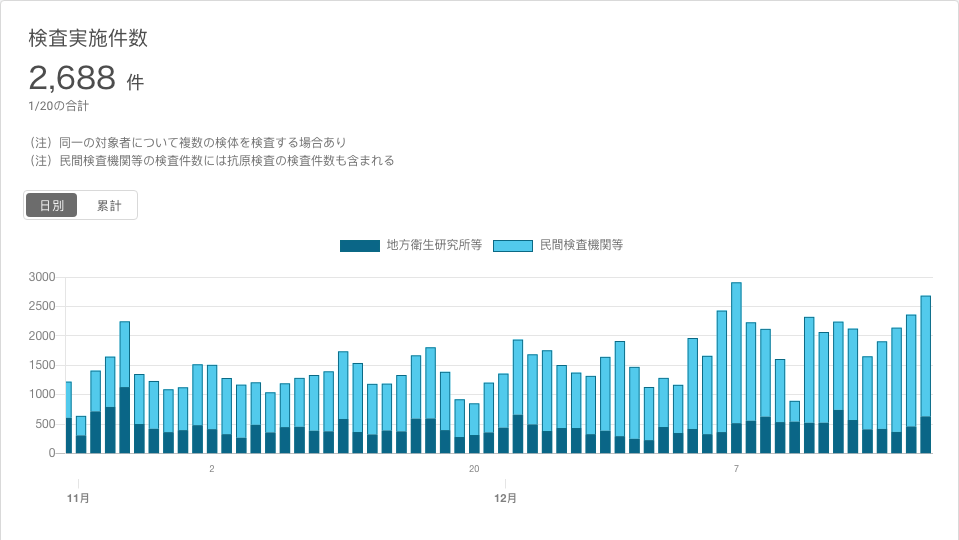 検査実施件数
2,688 件
1/20の合計
（注）同一の対象者について複数の検体を検査する場合あり
（注）民間検査機関等の検査件数には抗原検査の検査件数も含まれる
日別 累計
地方衛生研究所等 民間検査機関等
3000
2500
2000
1500
1000
500
0
2 20 7
11月 12月